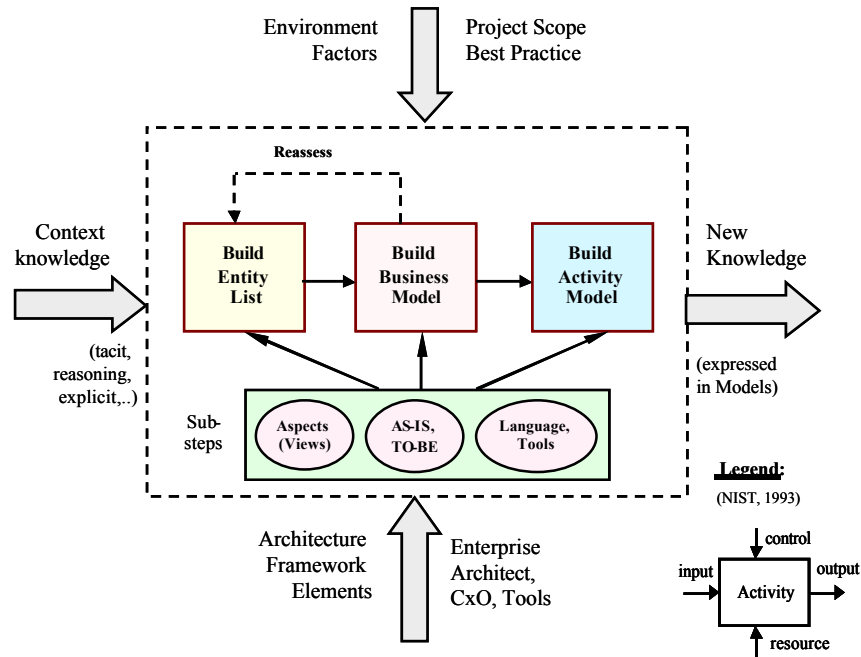 Environment
Factors
Project Scope
Best Practice
Reassess
Context
knowledge
Build
Entity
List
Build
Business
Model
Build
Activity
Model
New
Knowledge
(tacit,
reasoning,
explicit,..)
(expressed
in Models)
Sub-
steps
Aspects
(Views)
AS-IS,
TO-BE
Language,
Tools
Legend:
(NIST, 1993)
Architecture
Framework
Elements
Enterprise
Architect,
CxO, Tools
control
input
Activity
output
resource